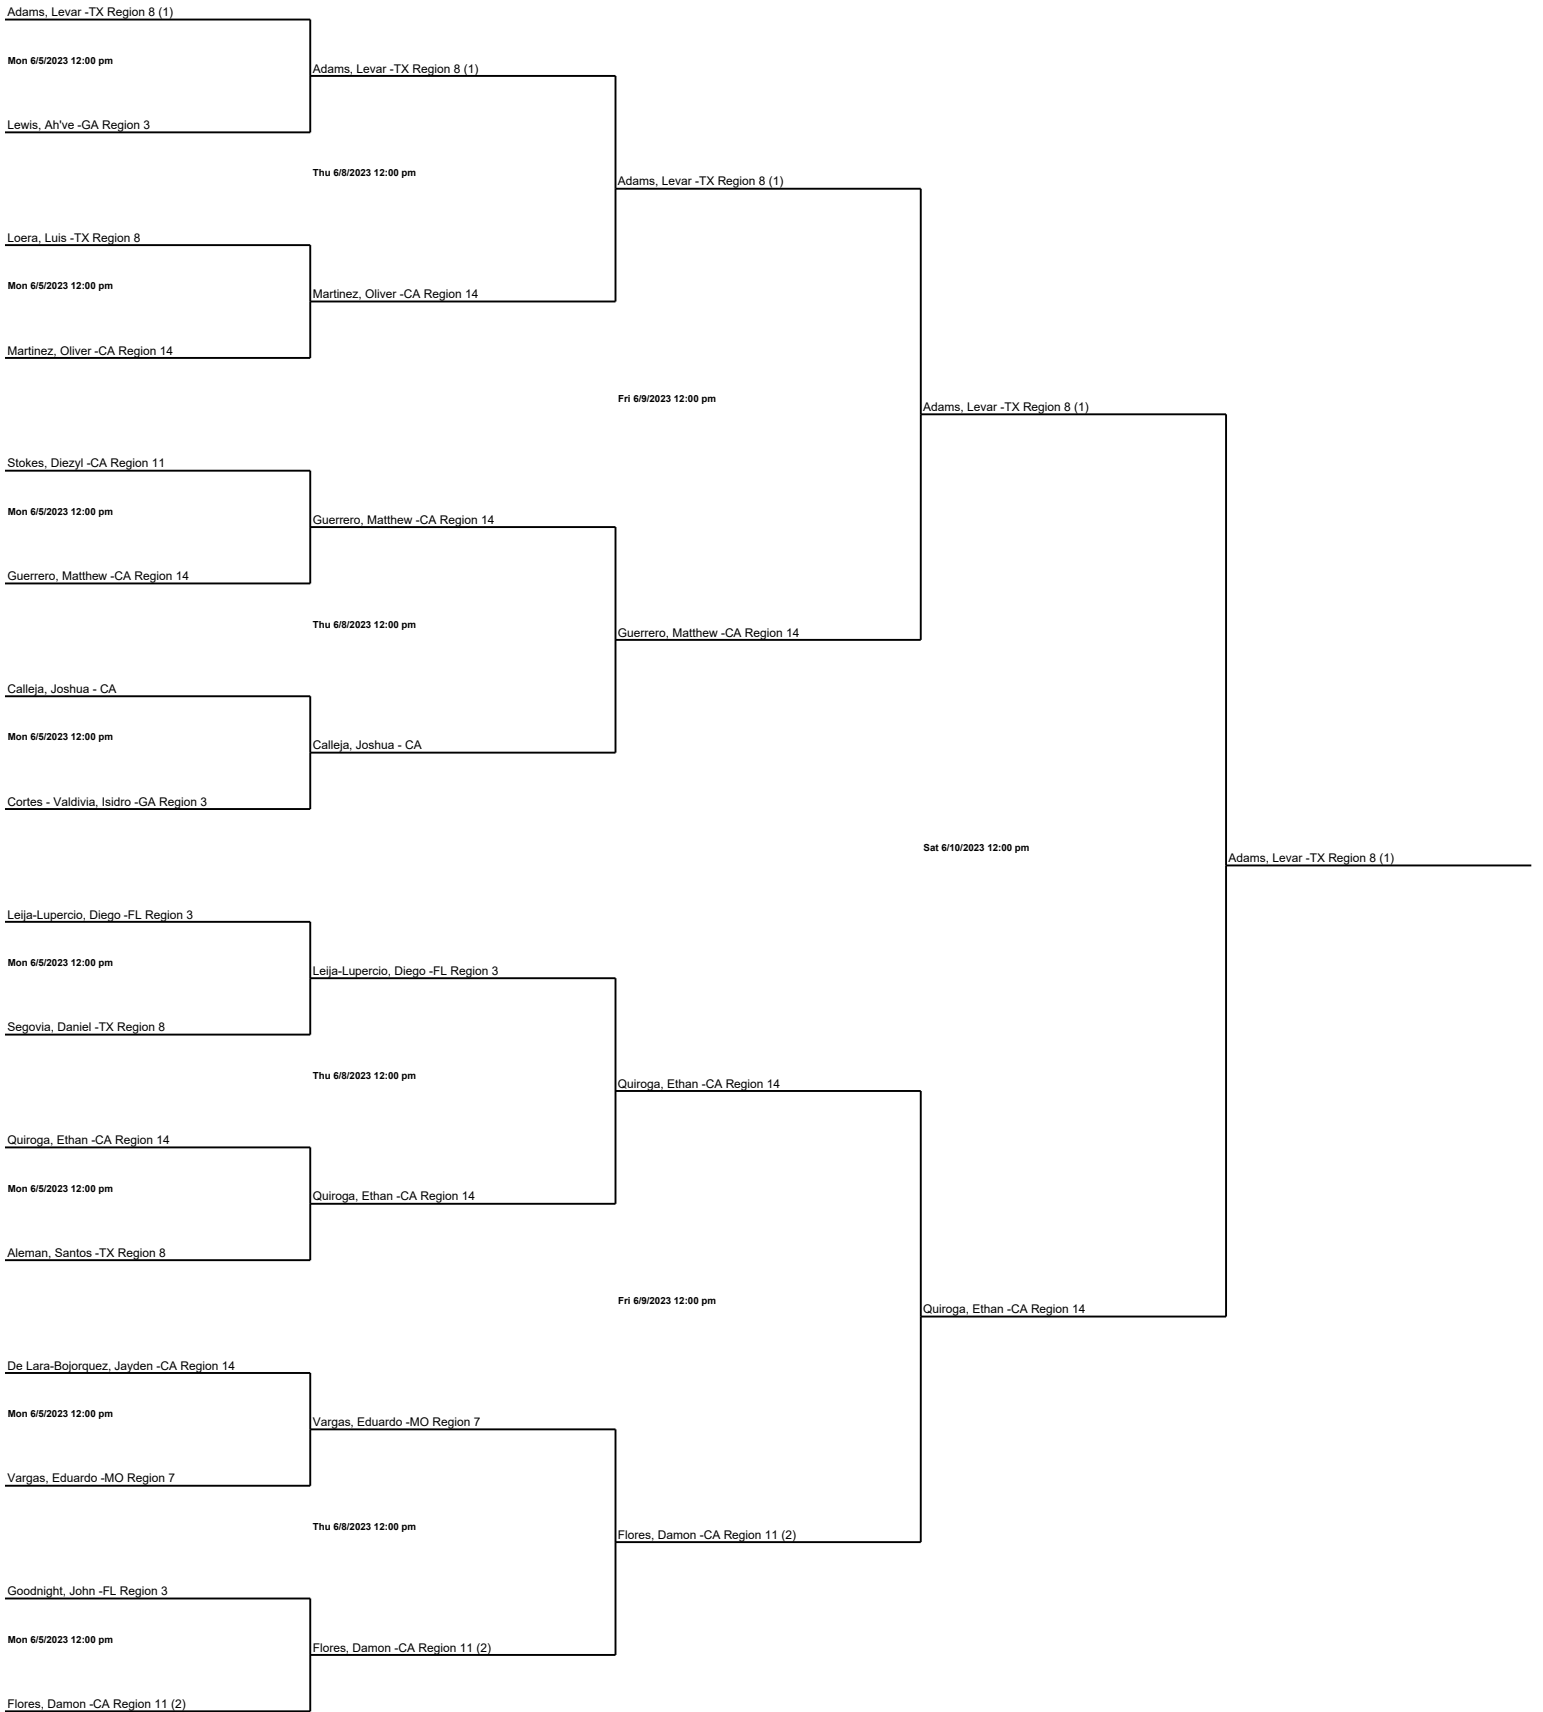 Adams, Levar -TX Region 8 (1)
Mon 6/5/2023 12:00 pm
Adams, Levar -TX Region 8 (1)
Lewis, Ah've -GA Region 3
Thu 6/8/2023 12:00 pm
Adams, Levar -TX Region 8 (1)
Loera, Luis -TX Region 8
Mon 6/5/2023 12:00 pm
Martinez, Oliver -CA Region 14
Martinez, Oliver -CA Region 14
Fri 6/9/2023 12:00 pm
Adams, Levar -TX Region 8 (1)
Stokes, Diezyl -CA Region 11
Mon 6/5/2023 12:00 pm
Guerrero, Matthew -CA Region 14
Guerrero, Matthew -CA Region 14
Thu 6/8/2023 12:00 pm
Guerrero, Matthew -CA Region 14
Calleja, Joshua - CA
Mon 6/5/2023 12:00 pm
Calleja, Joshua - CA
Cortes - Valdivia, Isidro -GA Region 3
Sat 6/10/2023 12:00 pm
Adams, Levar -TX Region 8 (1)
Leija-Lupercio, Diego -FL Region 3
Mon 6/5/2023 12:00 pm
Leija-Lupercio, Diego -FL Region 3
Segovia, Daniel -TX Region 8
Thu 6/8/2023 12:00 pm
Quiroga, Ethan -CA Region 14
Quiroga, Ethan -CA Region 14
Mon 6/5/2023 12:00 pm
Quiroga, Ethan -CA Region 14
Aleman, Santos -TX Region 8
Fri 6/9/2023 12:00 pm
Quiroga, Ethan -CA Region 14
De Lara-Bojorquez, Jayden -CA Region 14
Mon 6/5/2023 12:00 pm
Vargas, Eduardo -MO Region 7
Vargas, Eduardo -MO Region 7
Thu 6/8/2023 12:00 pm
Flores, Damon -CA Region 11 (2)
Goodnight, John -FL Region 3
Mon 6/5/2023 12:00 pm
Flores, Damon -CA Region 11 (2)
Flores, Damon -CA Region 11 (2)